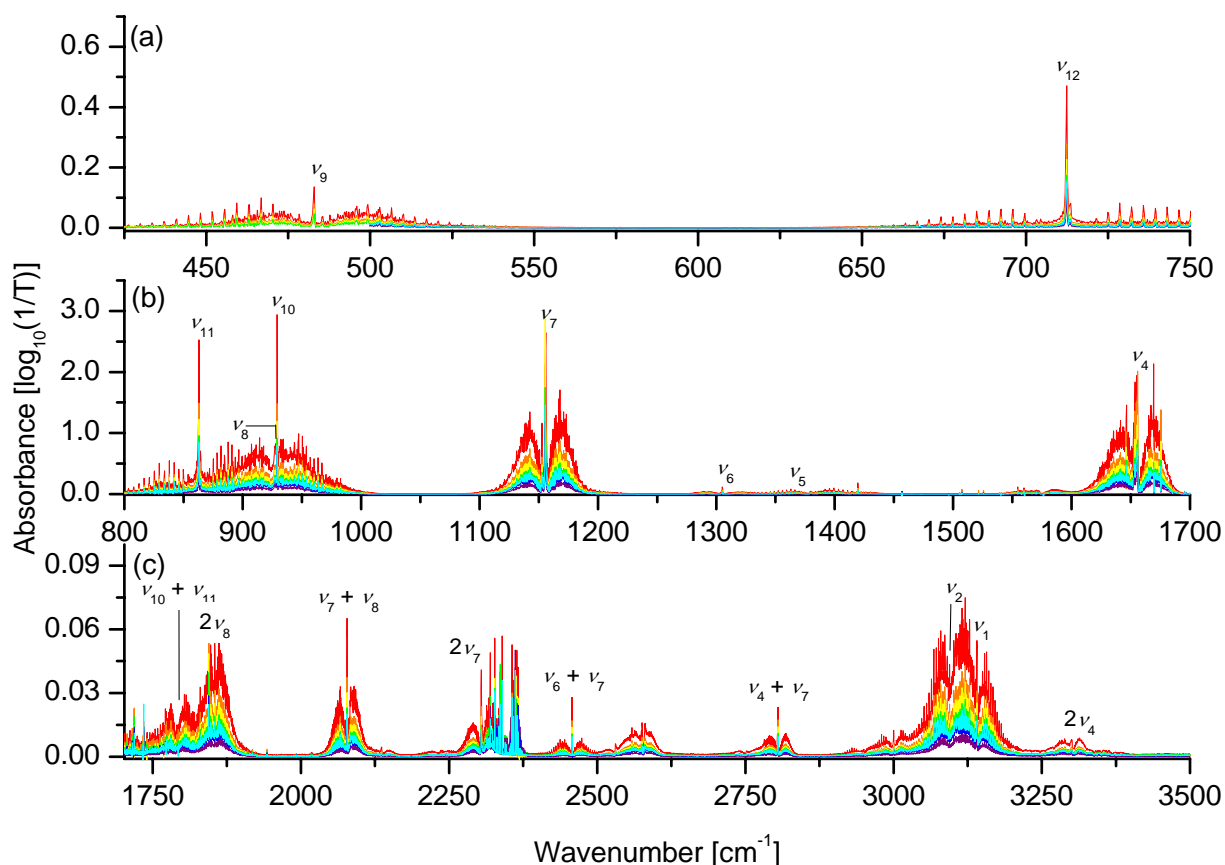 (a)
0.6
0.4
0.2
0.0
ν9
ν12
450 500 550 600 650 700 750
(b)
3.0
2.0
1.0
0.0
ν11
ν10
ν8
ν7
ν6
ν5
ν4
800 900 1000 1100 1200 1300 1400 1500 1600 1700
Absorbance [log10(1/T)]
(c)
0.09
0.06
0.03
0.00
ν10 + ν11
2ν8
ν7 + ν8
2ν7
ν6 + ν7
ν4 + ν7
ν2
ν1
2ν4
1750 2000 2250 2500 2750 3000 3250 3500
Wavenumber [cm-1]